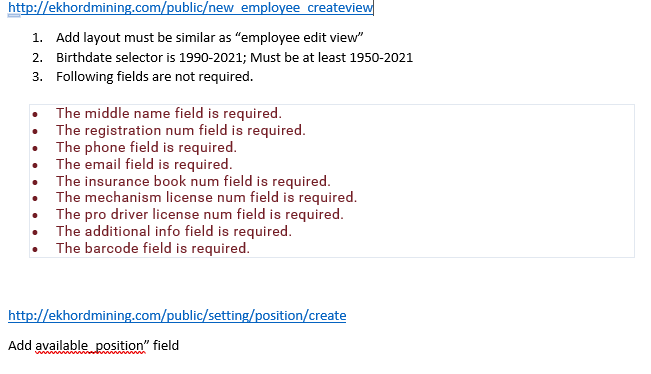 http://ekhordmining.com/public/new_employee_createview
1. Add layout must be similar as “employee edit view”
2. Birthdate selector is 1990-2021; Must be at least 1950-2021
3. Following fields are not required.
• The middle name field is required.
• The registration num field is required.
• The phone field is required.
• The email field is required.
• The insurance book num field is required.
• The mechanism license num field is required.
• The pro driver license num field is required.
• The additional info field is required.
• The barcode field is required.
http://ekhordmining.com/public/setting/position/create
Add available_position” field